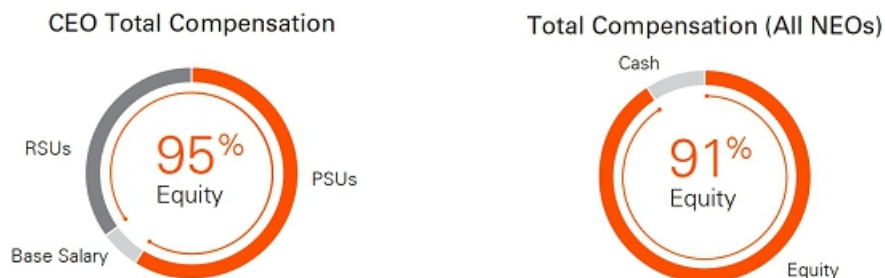 CEO Total Compensation
RSUs
95%
Equity
PSUs
Base Salary
Total Compensation (All NEOs)
Cash
91%
Equity
Equity